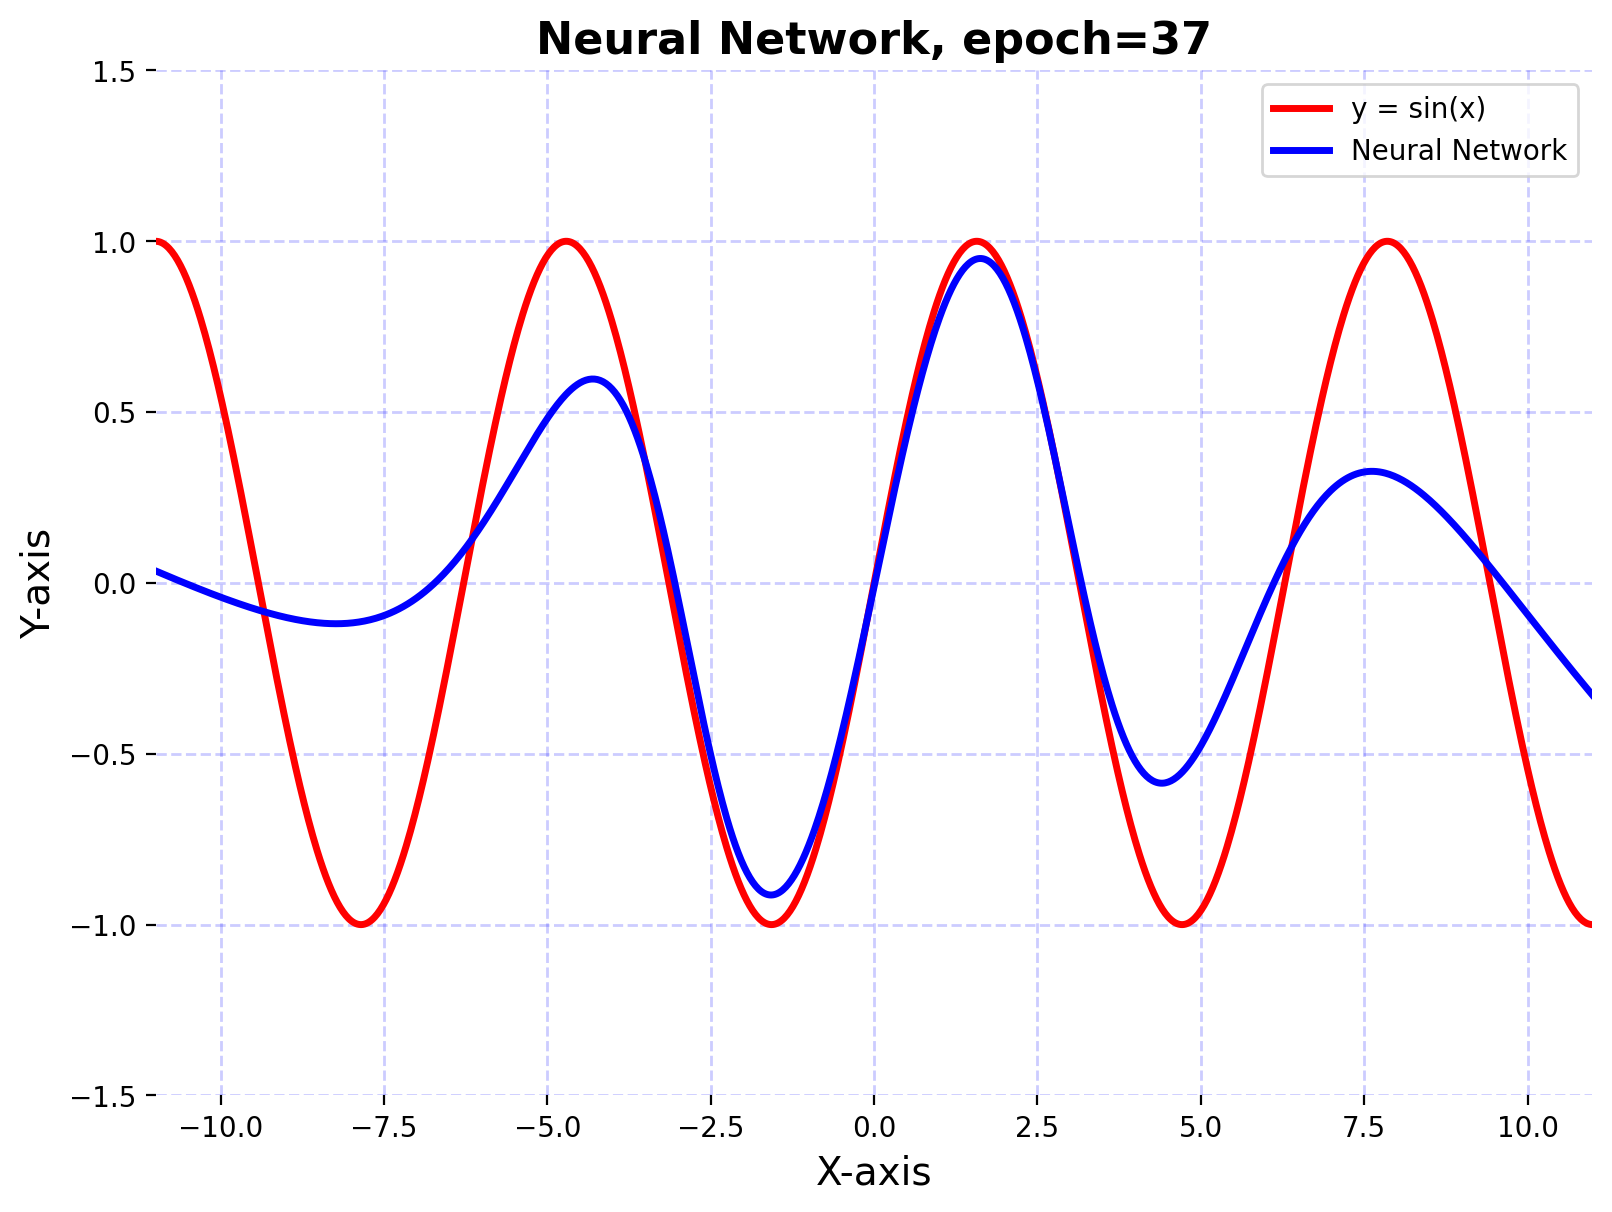 Neural Network, epoch=37
1.5
1.0
0.5
0.0
−0.5
−1.0
−1.5
Y-axis
y = sin(x)
Neural Network
−10.0 −7.5 −5.0 −2.5 0.0 2.5 5.0 7.5 10.0
X-axis